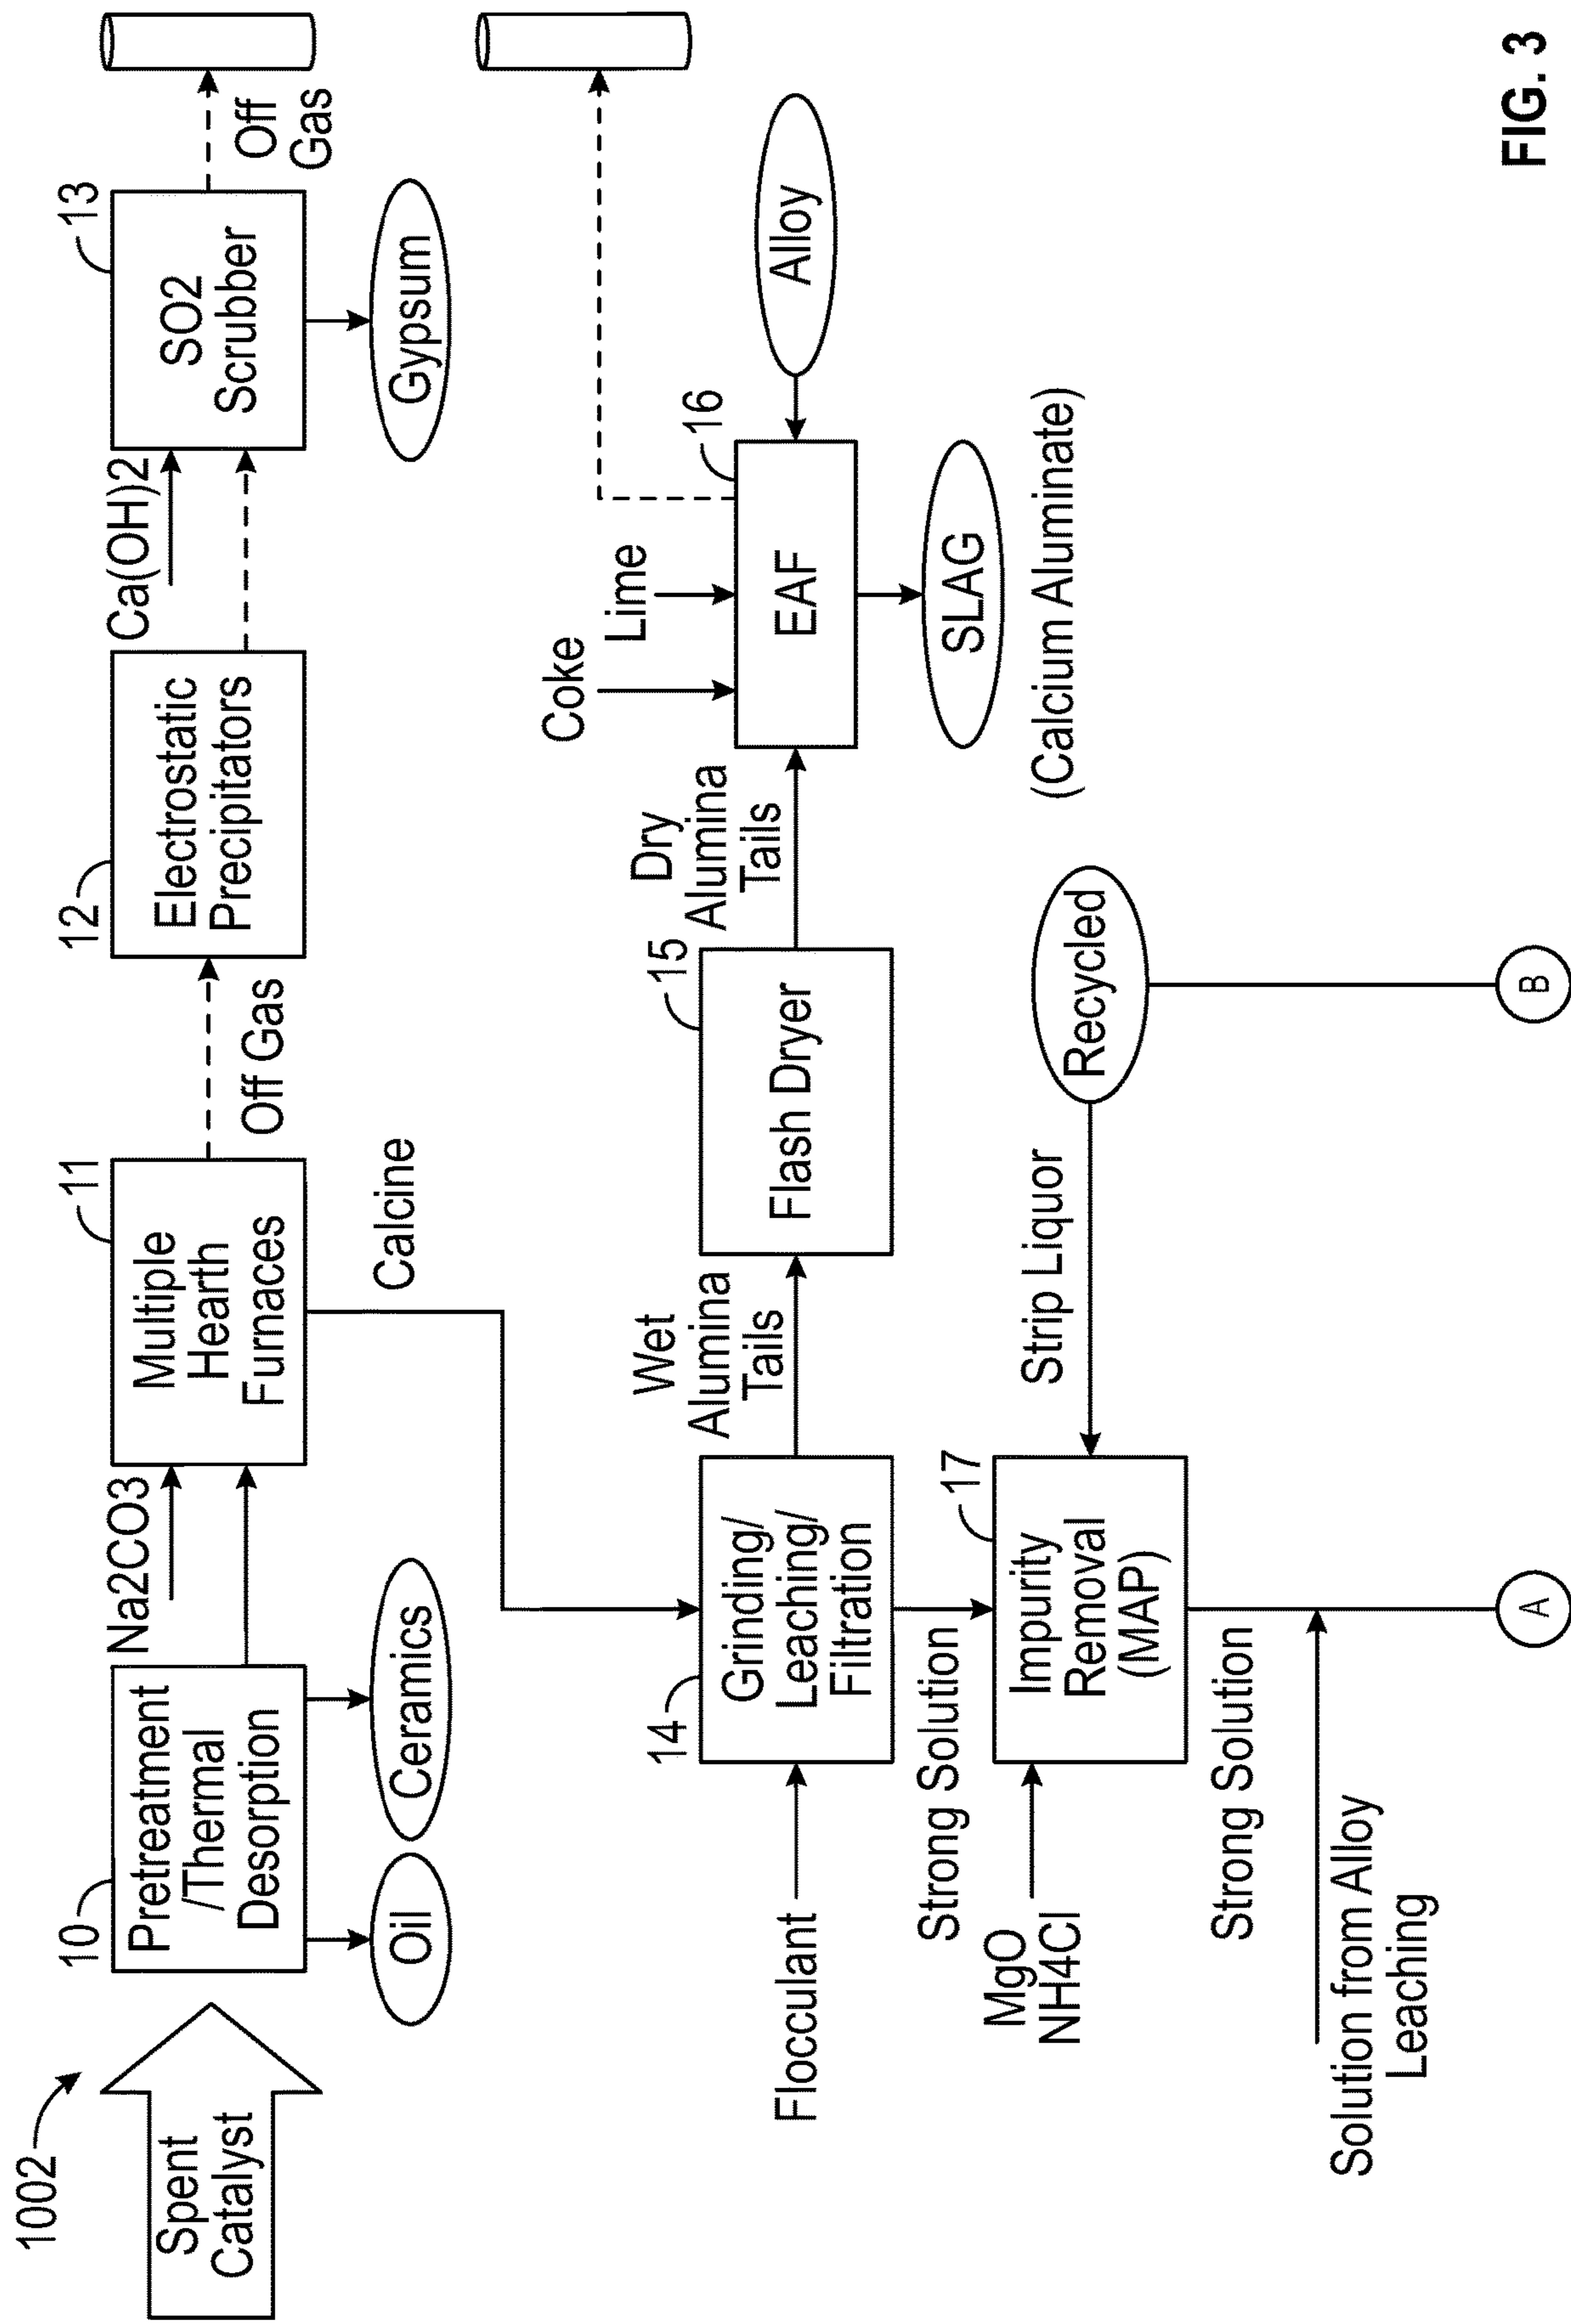 1002
Spent
Catalyst
10
Pretreatment
/Thermal
Desorption
Oil
Ceramics
Na2CO3
11
Multiple
Hearth
Furnaces
Off Gas
Calcine
12
Electrostatic
Precipitators
Ca(OH)2
13
SO2
Scrubber
Gypsum
Off
Gas
Flocculant
14
Grinding/
Leaching/
Filtration
Wet
Alumina
Tails
15
Flash Dryer
Dry
Alumina
Tails
Coke
Lime
16
EAF
Alloy
SLAG
(Calcium Aluminate)
Strong Solution
MgO
NH4Cl
17
Impurity
Removal
(MAP)
Strip Liquor
Recycled
Strong Solution
Solution from Alloy
Leaching
A
B
FIG. 3